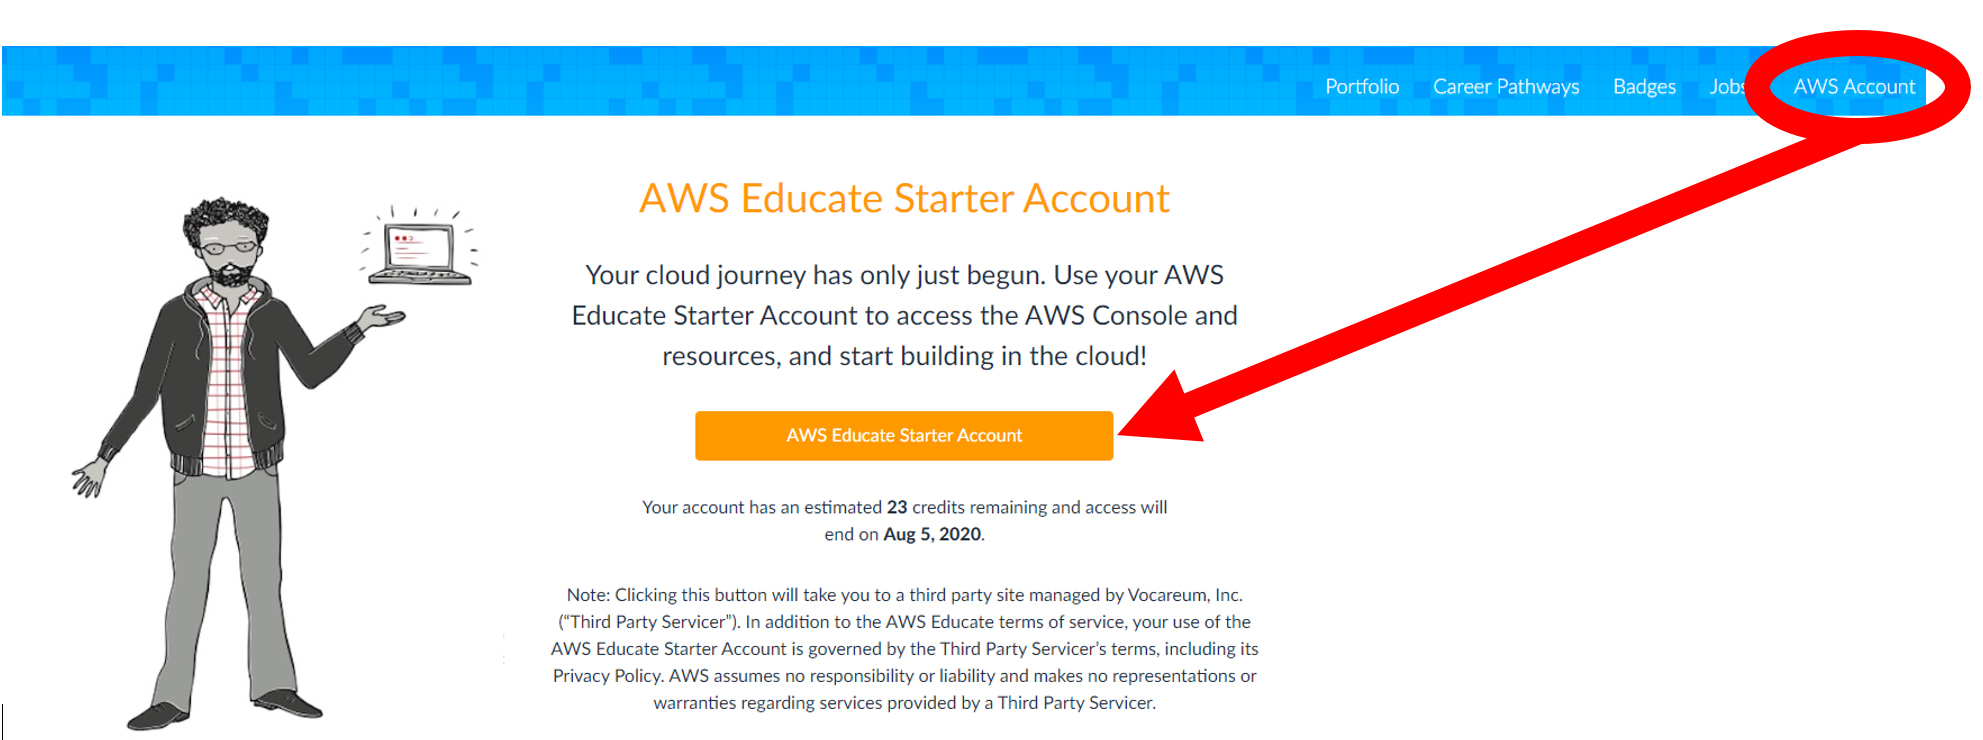 Portfolio Career Pathways Badges Jobs AWS Account
AWS Educate Starter Account
Your cloud journey has only just begun. Use your AWS
Educate Starter Account to access the AWS Console and
resources, and start building in the cloud!
AWS Educate Starter Account
Your account has an estimated 23 credits remaining and access will
end on Aug 5, 2020.
Note: Clicking this button will take you to a third party site managed by Vocareum, Inc.
(“Third Party Servicer”). In addition to the AWS Educate terms of service, your use of the
AWS Educate Starter Account is governed by the Third Party Servicer’s terms, including its
Privacy Policy. AWS assumes no responsibility or liability and makes no representations or
warranties regarding services provided by a Third Party Servicer.